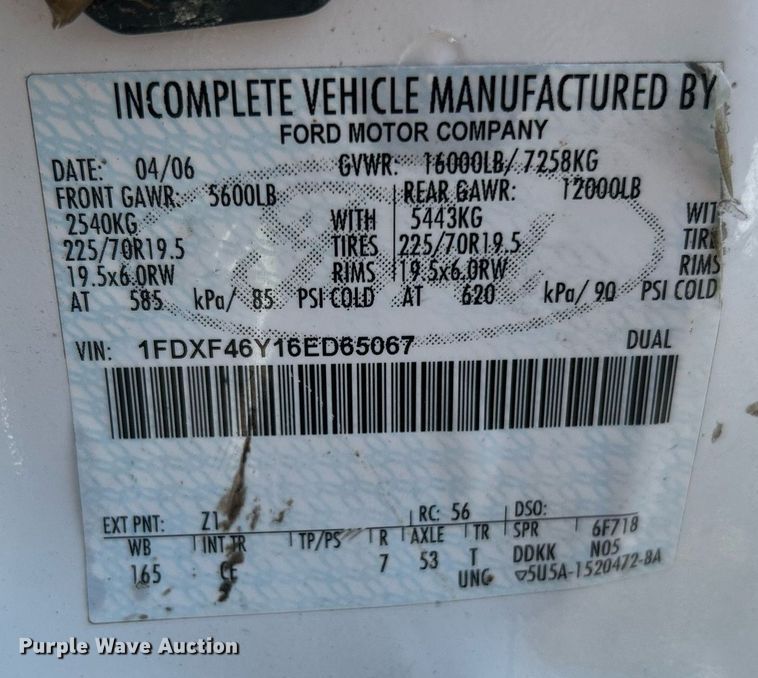 INCOMPLETE VEHICLE MANUFACTURED BY
FORD MOTOR COMPANY
DATE: 04/06 GVWR: 16000LB/ 7258KG
FRONT GAWR: 5600LB REAR GAWR: 12000LB
2540KG WITH 5443KG WIT
225/70R19.5 TIRES 225/70R19.5 TIRE
19.5x6.0RW RIMS 19.5x6.0RW RIMS
AT 585 kPa/ 85 PSI COLD AT 620 kPa/ 90 PSI COLD
VIN: 1FDXF46Y16ED65067 DUAL
EXT PNT: Z1 RC: 56 DSO:
WB INT TR TP/PS R AXLE TR SPR 6F718
165 CE 7 53 T DDKK N05
UNG 5U5A-1520472-BA
Purple Wave Auction